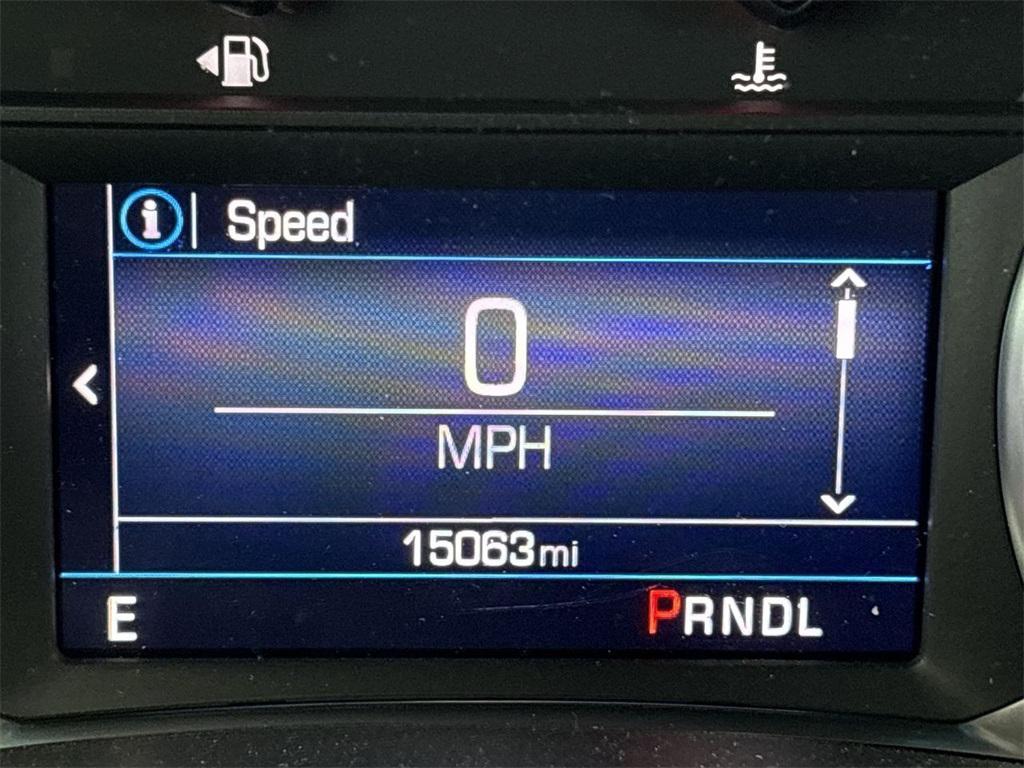 Speed
0
MPH
15063mi
E
PRNDL